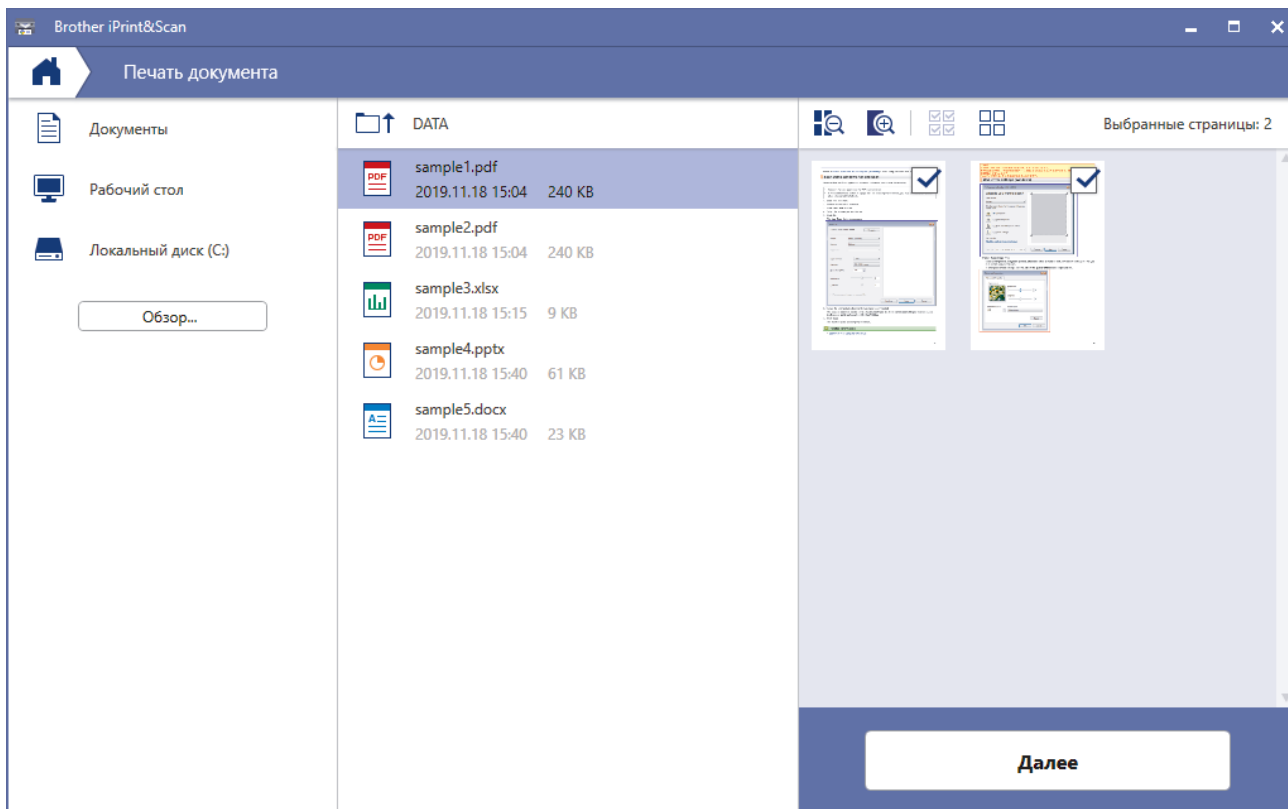 Brother iPrint&Scan
Печать документа
Документы
Рабочий стол
Локальный диск (C:)
Обзор...
DATA
PDF
sample1.pdf
2019.11.18 15:04 240 KB
PDF
sample2.pdf
2019.11.18 15:04 240 KB
sample3.xlsx
2019.11.18 15:15 9 KB
sample4.pptx
2019.11.18 15:40 61 KB
A
sample5.docx
2019.11.18 15:40 23 KB
Выбранные страницы: 2
Далее